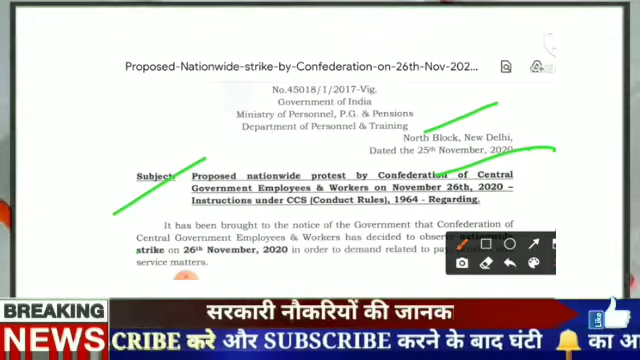 Proposed-Nationwide-strike-by-Confederation-on-26th-Nov-202...
No.45018/1/2017-Vig.
Government of India
Ministry of Personnel, P.G. & Pensions
Department of Personnel & Training
North Block, New Delhi,
Dated the 25th November, 2020
Subject: Proposed nationwide protest by Confederation of Central
Government Employees & Workers on November 26th, 2020 –
Instructions under CCS (Conduct Rules), 1964 - Regarding.
It has been brought to the notice of the Government that Confederation of
Central Government Employees & Workers has decided to observe nationwide
strike on 26th November, 2020 in order to demand related to
service matters.
BREAKING
NEWS
सरकारी नौकरियों की जानक
CRIBE करे और SUBSCRIBE करने के बाद घंटी का अ
Like